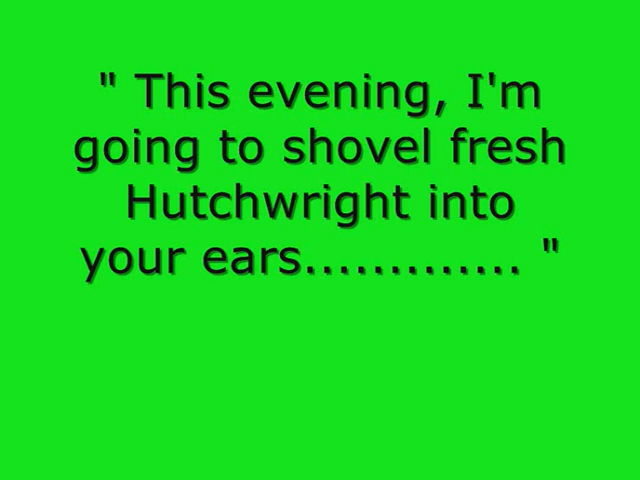 " This evening, I'm
going to shovel fresh
Hutchwright into
your ears............. "